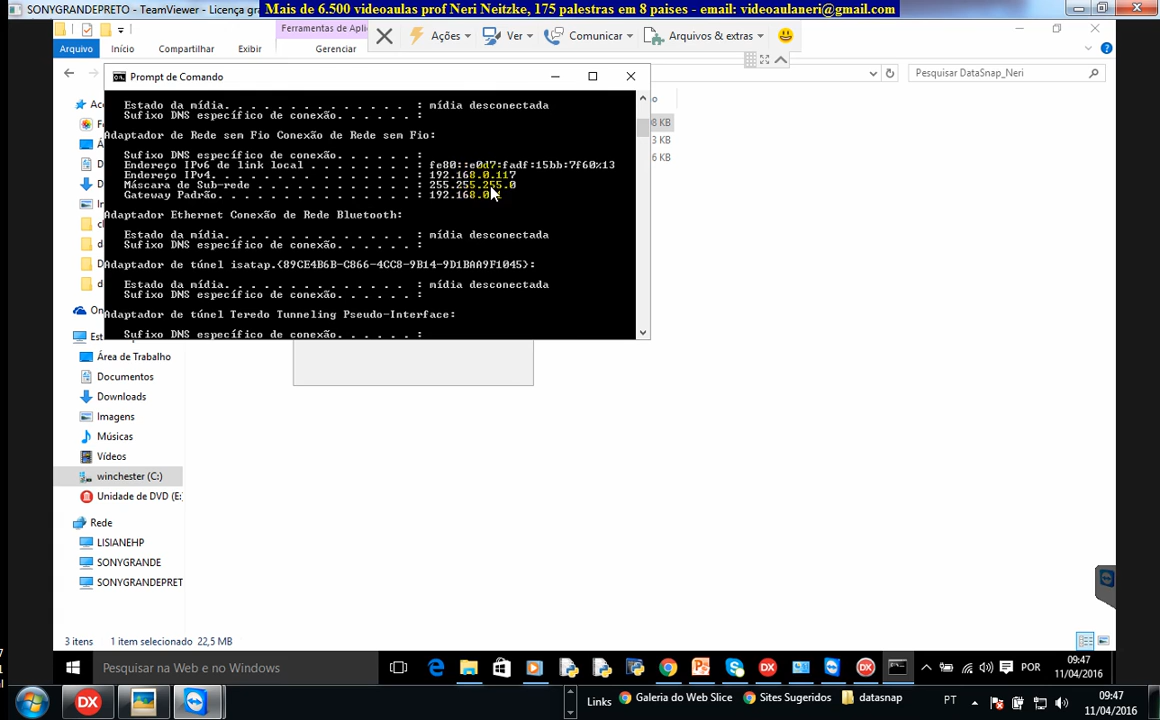 SONYGRANDEPRETO - TeamViewer - Licença gra
Mais de 6.500 videoaulas prof Neri Neitzke, 175 palestras em 8 paises - email: videoaulaneri@gmail.com
Ferramentas de Aplica
Ações
Ver
Comunicar
Arquivos & extras
Arquivo
Início
Compartilhar
Exibir
Gerenciar
Pesquisar DataSnap_Neri
Prompt de Comando
Estado da mídia. . . . . . . . . . . . . . : mídia desconectada
Sufixo DNS específico de conexão. . . . . . :
Adaptador de Rede sem Fio Conexão de Rede sem Fio:
Sufixo DNS específico de conexão. . . . . . :
Endereço IPv6 de link local . . . . . . . . : fe80::e0d7:fadf:15bb:7f60%13
Endereço IPv4. . . . . . . . . . . . . . . : 192.168.0.117
Máscara de Sub-rede . . . . . . . . . . . . : 255.255.255.0
Gateway Padrão. . . . . . . . . . . . . . . : 192.168.0.
Adaptador Ethernet Conexão de Rede Bluetooth:
Estado da mídia. . . . . . . . . . . . . . : mídia desconectada
Sufixo DNS específico de conexão. . . . . . :
Adaptador de túnel isatap.{89CE4B6B-C866-4CC8-9B14-9D1BAA9F1045}:
Estado da mídia. . . . . . . . . . . . . . : mídia desconectada
Sufixo DNS específico de conexão. . . . . . :
Adaptador de túnel Teredo Tunneling Pseudo-Interface:
Sufixo DNS específico de conexão. . . . . . :
8 KB
3 KB
6 KB
Área de Trabalho
Documentos
Downloads
Imagens
Músicas
Vídeos
winchester (C:)
Unidade de DVD (E:
Rede
LISIANEHP
SONYGRANDE
SONYGRANDEPRET
3 itens
1 item selecionado 22,5 MB
Pesquisar na Web e no Windows
POR
09:47
11/04/2016
Links
Galeria do Web Slice
Sites Sugeridos
datasnap
PT
09:47
11/04/2016